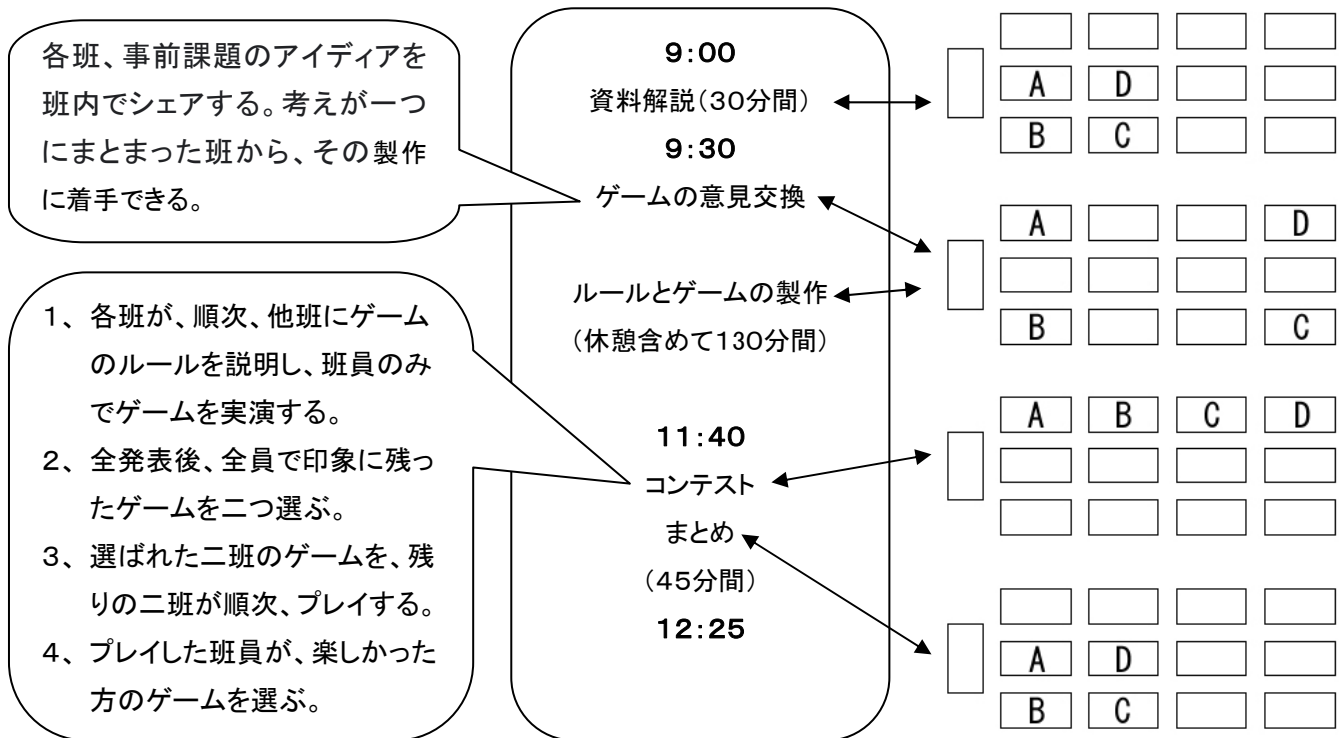 各班、事前課題のアイディアを
班内でシェアする。考えが一つ
にまとまった班から、その製作
に着手できる。
1、 各班が、順次、他班にゲーム
のルールを説明し、班員のみ
でゲームを実演する。
2、 全発表後、全員で印象に残っ
たゲームを二つ選ぶ。
3、 選ばれた二班のゲームを、残
りの二班が順次、プレイする。
4、 プレイした班員が、楽しかった
方のゲームを選ぶ。
9:00
資料解説(30分間)
9:30
ゲームの意見交換
ルールとゲームの製作
(休憩含めて130分間)
11:40
コンテスト
まとめ
(45分間)
12:25
A D
B C
A D
B C
A B C D
A D
B C